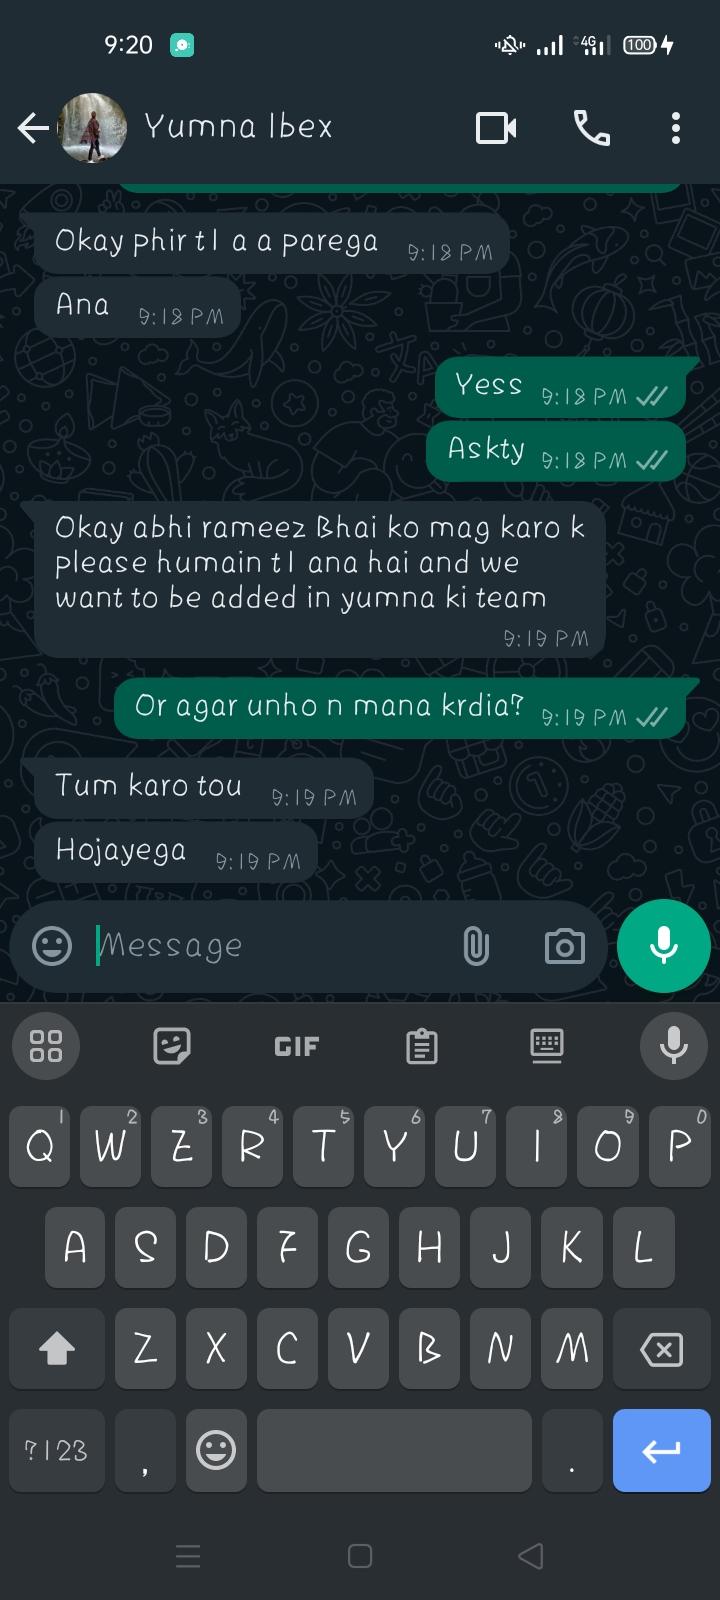 9:20
4G
100
Yumna Ibex
Okay phir tl a a parega 9:18 PM
Ana 9:18 PM
Yess 9:18 PM
Askty 9:18 PM
Okay abhi rameez Bhai ko mag karo k
please humain tl ana hai and we
want to be added in yumna ki team
9:19 PM
Or agar unho n mana krdia? 9:19 PM
Tum karo tou 9:19 PM
Hojayega 9:19 PM
Message
GIF
1 2 3 4 5 6 7 8 9 0
Q W E R T Y U I O P
A S D F G H J K L
Z X C V B N M
?123 , .